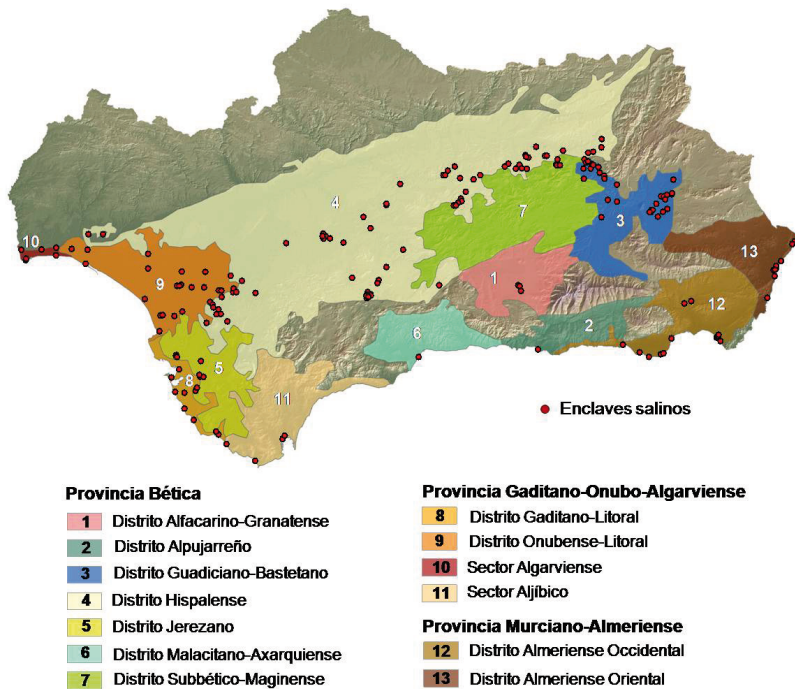 10
4
7
3
13
9
1
12
6
2
5
8
11
Enclaves salinos
Provincia Bética
1 Distrito Alfacarino-Granatense
2 Distrito Alpujarreño
3 Distrito Guadiciano-Bastetano
4 Distrito Hispalense
5 Distrito Jerezano
6 Distrito Malacitano-Axarquiense
7 Distrito Subbético-Maginense
Provincia Gaditano-Onubo-Algarviense
8 Distrito Gaditano-Litoral
9 Distrito Onubense-Litoral
10 Sector Algarviense
11 Sector Aljíbico
Provincia Murciano-Almeriense
12 Distrito Almeriense Occidental
13 Distrito Almeriense Oriental